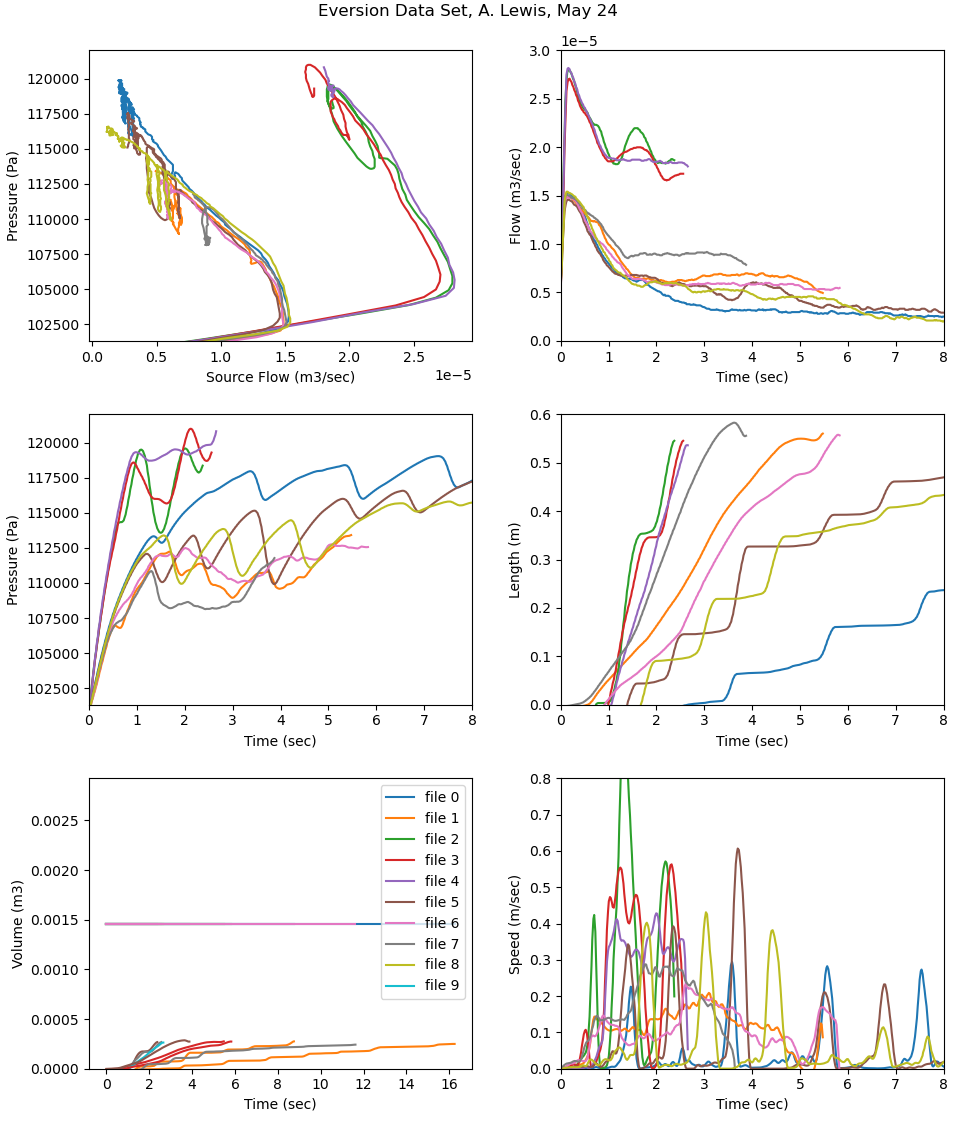 Eversion Data Set, A. Lewis, May 24
120000
117500
115000
112500
110000
107500
105000
102500
Pressure (Pa)
0.0 0.5 1.0 1.5 2.0 2.5
1e−5
Source Flow (m3/sec)
1e−5
3.0
2.5
2.0
1.5
1.0
0.5
0.0
Flow (m3/sec)
0 1 2 3 4 5 6 7 8
Time (sec)
120000
117500
115000
112500
110000
107500
105000
102500
Pressure (Pa)
0 1 2 3 4 5 6 7 8
Time (sec)
0.6
0.5
0.4
0.3
0.2
0.1
0.0
Length (m)
0 1 2 3 4 5 6 7 8
Time (sec)
0.0025
0.0020
0.0015
0.0010
0.0005
0.0000
Volume (m3)
file 0
file 1
file 2
file 3
file 4
file 5
file 6
file 7
file 8
file 9
0 2 4 6 8 10 12 14 16
Time (sec)
0.8
0.7
0.6
0.5
0.4
0.3
0.2
0.1
0.0
Speed (m/sec)
0 1 2 3 4 5 6 7 8
Time (sec)